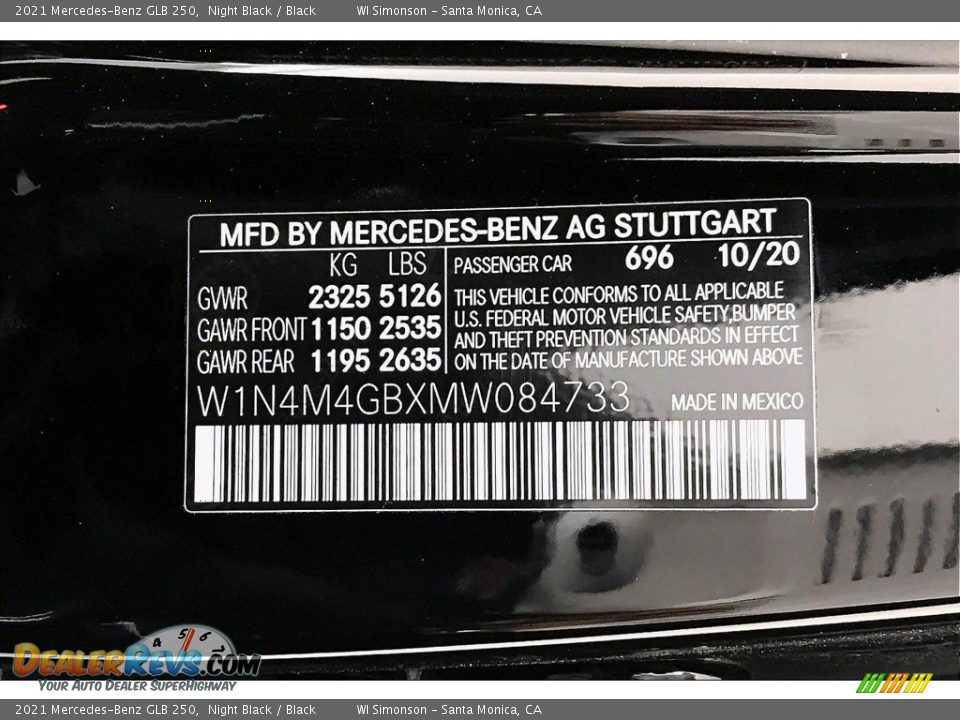 2021 Mercedes-Benz GLB 250, Night Black / Black WI Simonson - Santa Monica, CA
MFD BY MERCEDES-BENZ AG STUTTGART
KG LBS PASSENGER CAR 696 10/20
GVWR 2325 5126
GAWR FRONT 1150 2535
GAWR REAR 1195 2635
THIS VEHICLE CONFORMS TO ALL APPLICABLE
U.S. FEDERAL MOTOR VEHICLE SAFETY,BUMPER
AND THEFT PREVENTION STANDARDS IN EFFECT
ON THE DATE OF MANUFACTURE SHOWN ABOVE
W1N4M4GBXMW084733 MADE IN MEXICO
4 5 6
DEALERREVS.COM
YOUR AUTO DEALER SUPERHIGHWAY
2021 Mercedes-Benz GLB 250, Night Black / Black WI Simonson - Santa Monica, CA